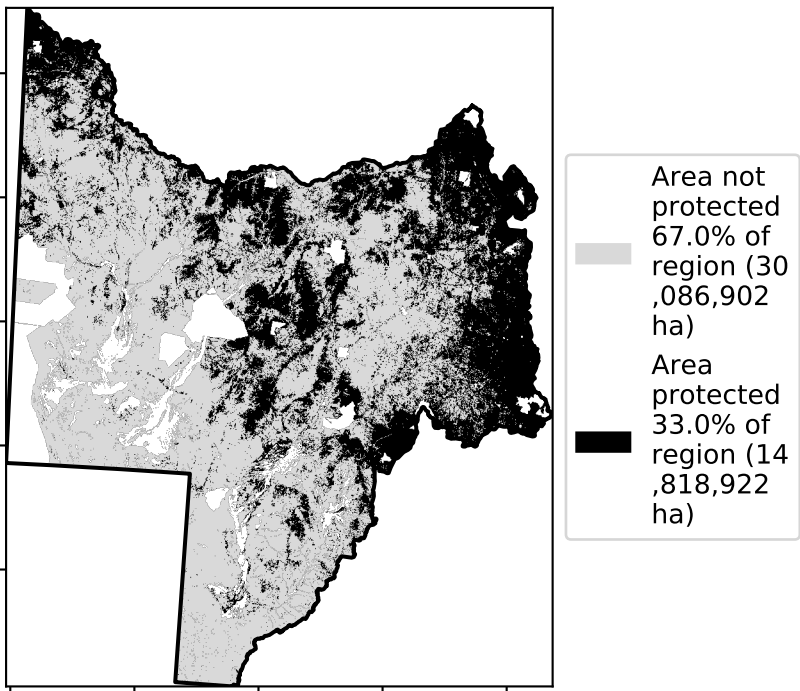 Area not
protected
67.0% of
region (30
,086,902
ha)
Area
protected
33.0% of
region (14
,818,922
ha)